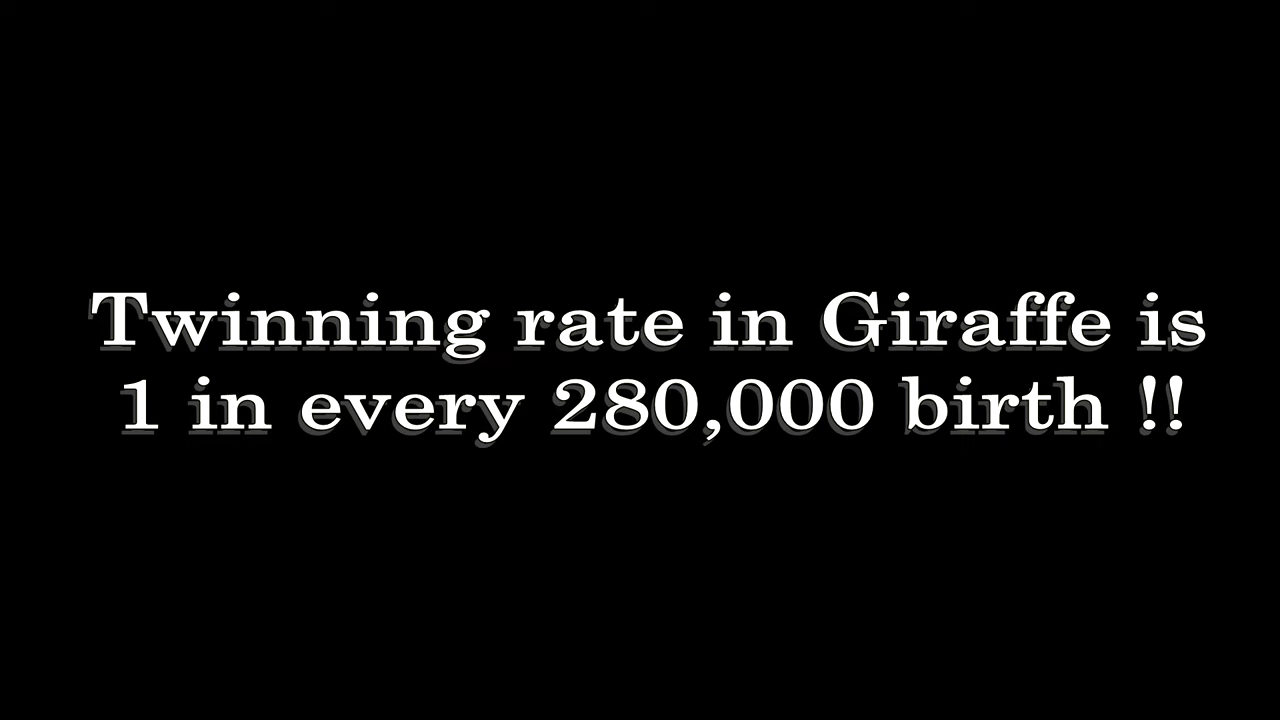 Twinning rate in Giraffe is
1 in every 280,000 birth !!